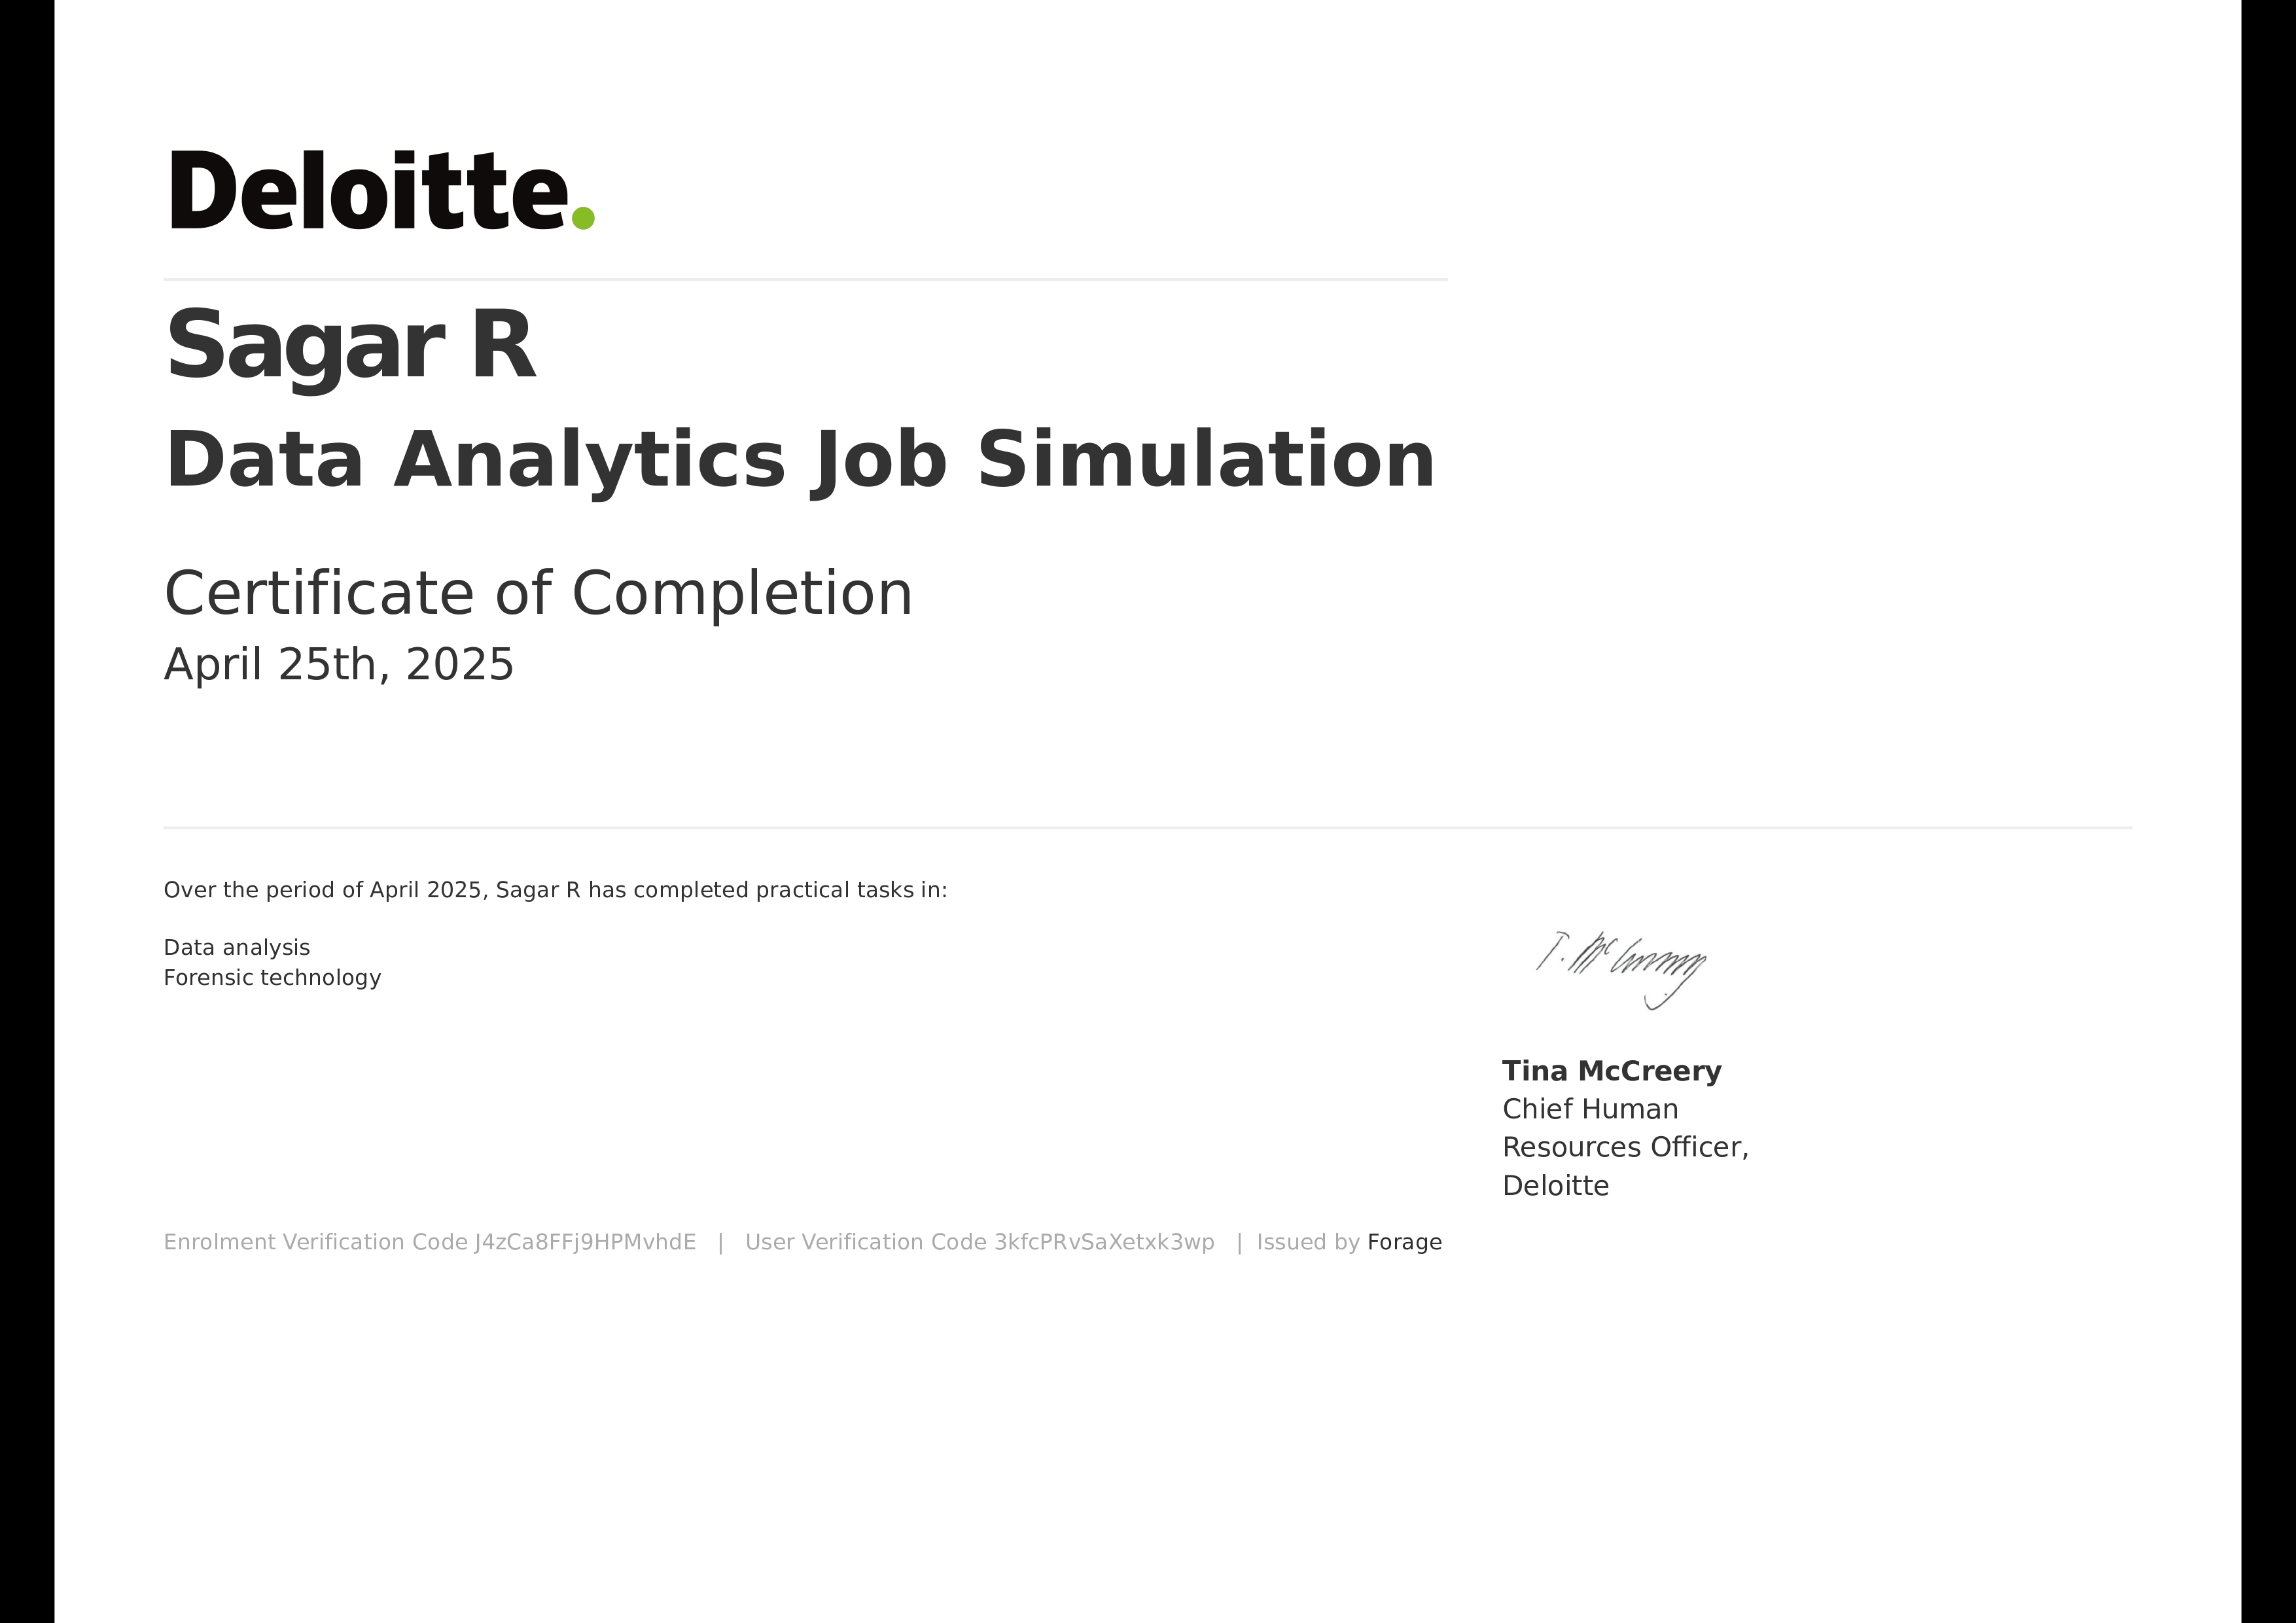 Deloitte.
Sagar R
Data Analytics Job Simulation
Certificate of Completion
April 25th, 2025
Over the period of April 2025, Sagar R has completed practical tasks in:
Data analysis
Forensic technology
T. McCreery
Tina McCreery
Chief Human
Resources Officer,
Deloitte
Enrolment Verification Code J4zCa8FFj9HPMvhdE | User Verification Code 3kfcPRvSaXetxk3wp | Issued by Forage